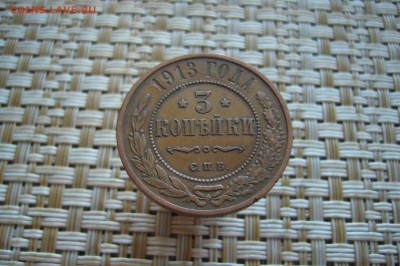 COINS.LAVE.RU
1913 ГОДА
* 3 *
КОПѢЙКИ
С.П.Б.